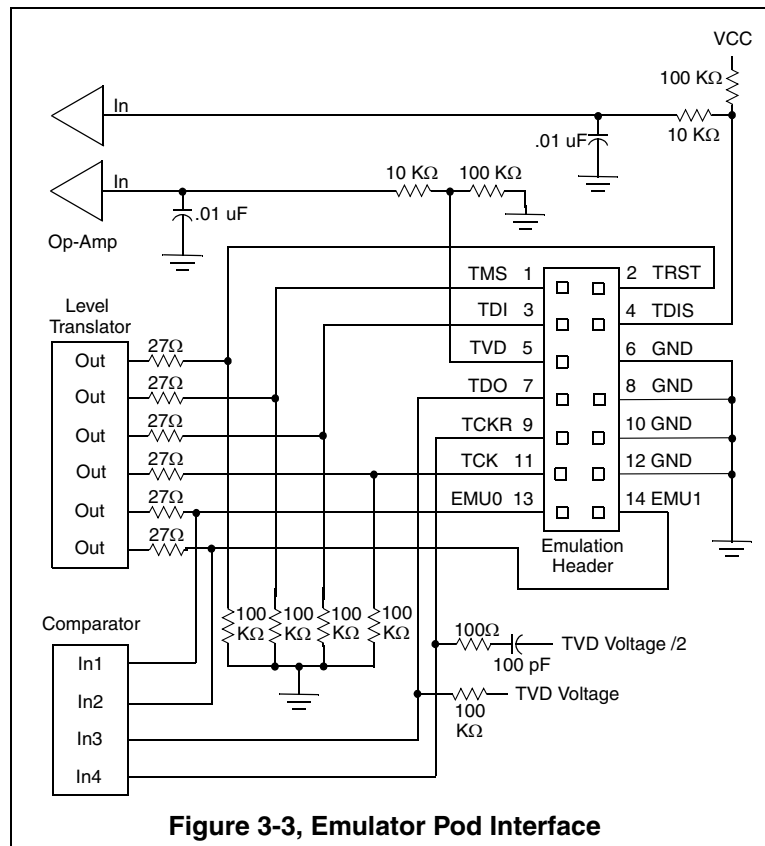 VCC
100 KΩ
In
10 KΩ
.01 uF
10 KΩ
100 KΩ
In
.01 uF
Op-Amp
TMS 1
2 TRST
TDI 3
4 TDIS
TVD 5
6 GND
TDO 7
8 GND
TCKR 9
10 GND
TCK 11
12 GND
EMU0 13
14 EMU1
Emulation
Header
Level
Translator
Out
27Ω
Out
27Ω
Out
27Ω
Out
27Ω
Out
27Ω
Out
27Ω
100
KΩ
100
KΩ
100
KΩ
100
KΩ
100Ω
100 pF
TVD Voltage /2
TVD Voltage
100
KΩ
Comparator
In1
In2
In3
In4
Figure 3-3, Emulator Pod Interface